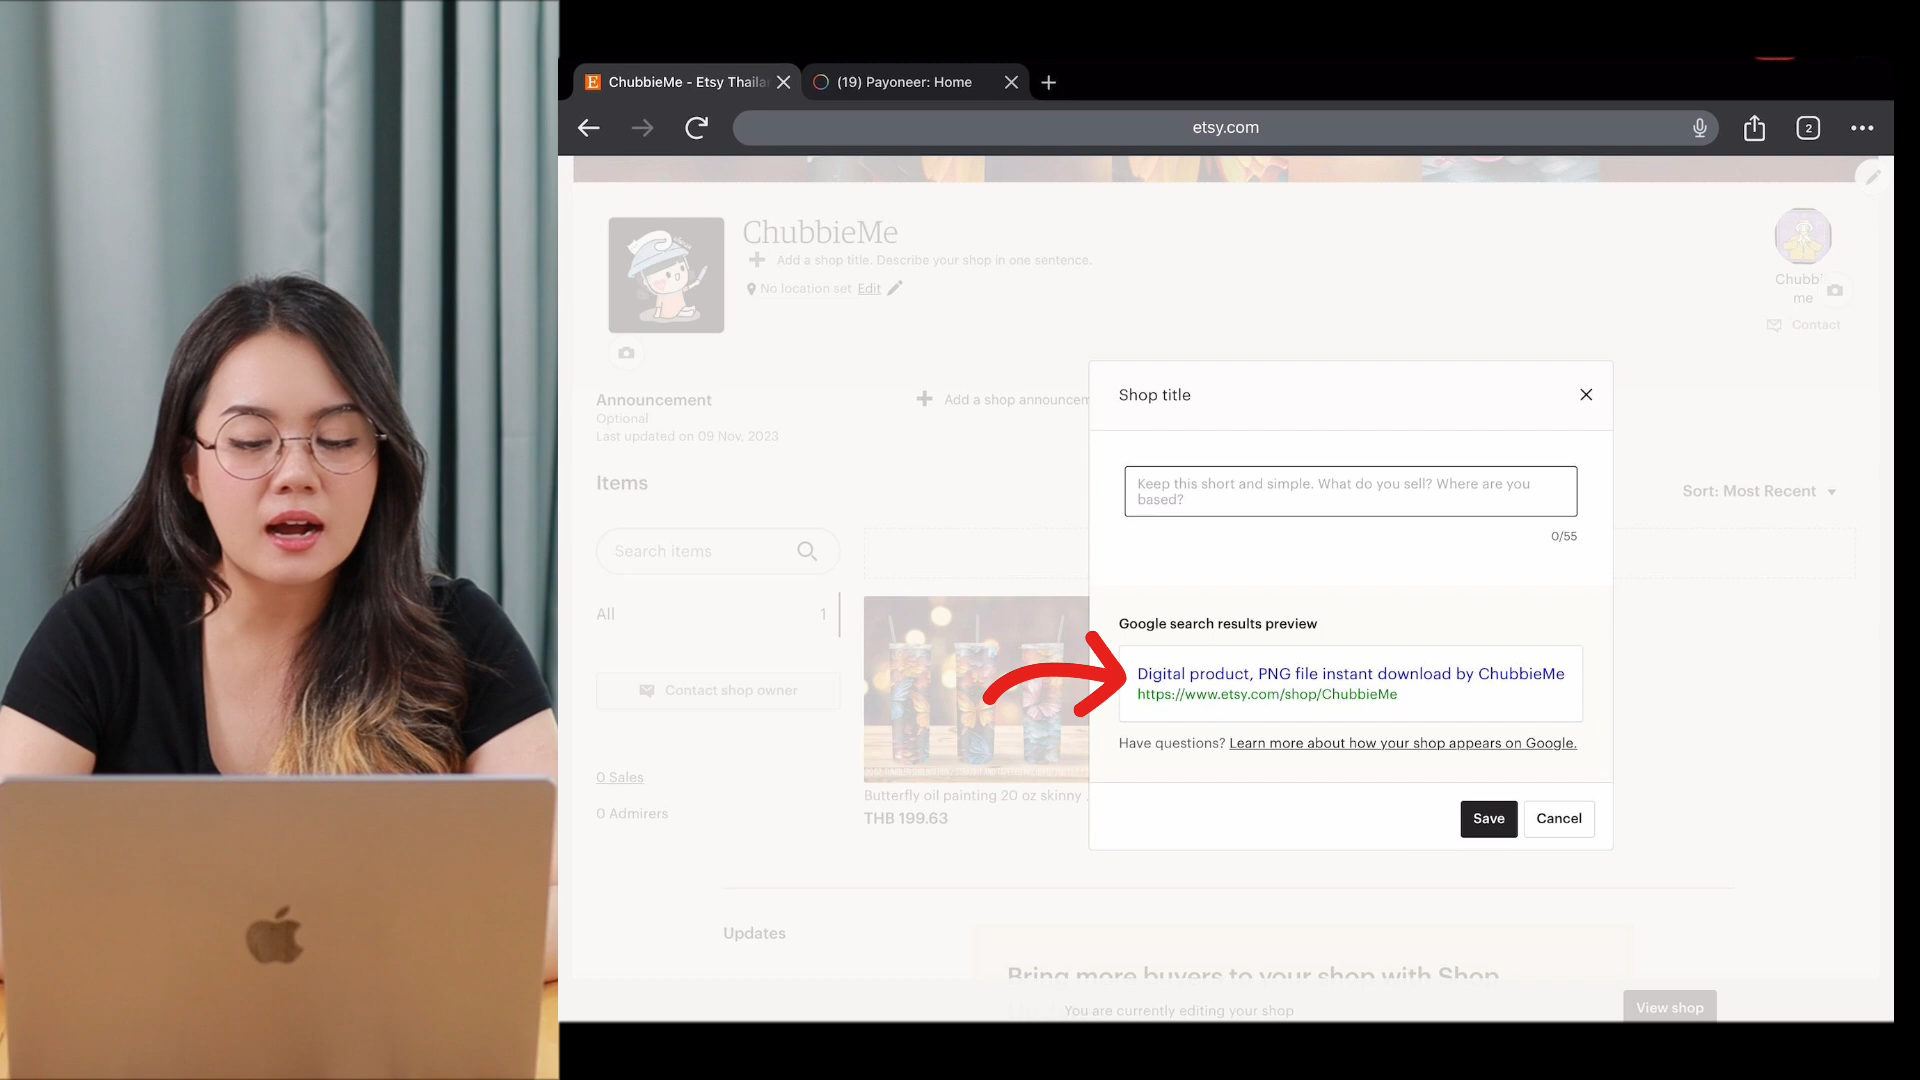 ChubbieMe - Etsy Thaila
(19) Payoneer: Home
etsy.com
2
ChubbieMe
Add a shop title. Describe your shop in one sentence.
No location set Edit
Chubbi
me
Contact
Shop title
Announcement
Add a shop announcem
Optional
Last updated on 09 Nov, 2023
Keep this short and simple. What do you sell? Where are you
based?
0/55
Items
Sort: Most Recent
Search items
All 1
Google search results preview
Digital product, PNG file instant download by ChubbieMe
https://www.etsy.com/shop/ChubbieMe
Contact shop owner
Have questions? Learn more about how your shop appears on Google.
0 Sales
Butterfly oil painting 20 oz skinny
0 Admirers
THB 199.63
Save
Cancel
Updates
Bring more buyers to your shop with Shop
You are currently editing your shop
View shop